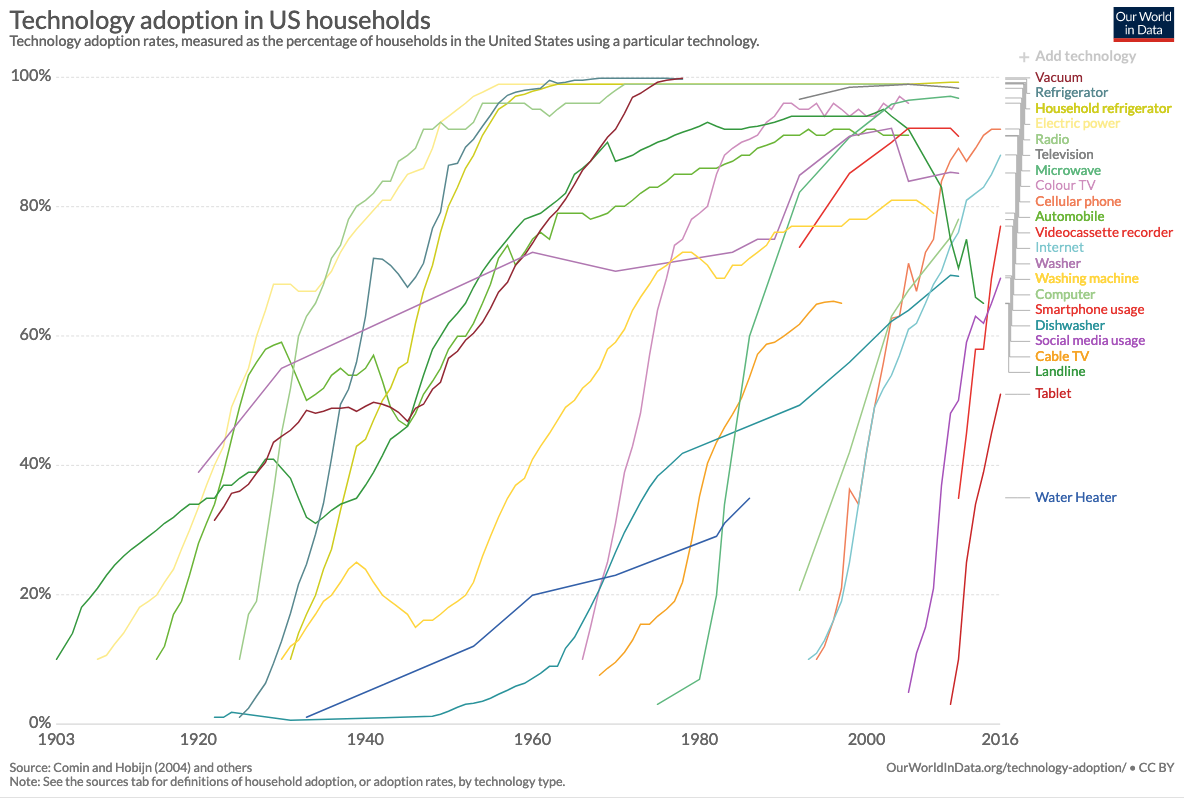 Technology adoption in US households
Technology adoption rates, measured as the percentage of households in the United States using a particular technology.
Our World
in Data
+ Add technology
100%
80%
60%
40%
20%
0%
1903
1920
1940
1960
1980
2000
2016
Vacuum
Refrigerator
Household refrigerator
Electric power
Radio
Television
Microwave
Colour TV
Cellular phone
Automobile
Videocassette recorder
Internet
Washer
Washing machine
Computer
Smartphone usage
Dishwasher
Social media usage
Cable TV
Landline
Tablet
Water Heater
Source: Comin and Hobijn (2004) and others
OurWorldInData.org/technology-adoption/ • CC BY
Note: See the sources tab for definitions of household adoption, or adoption rates, by technology type.